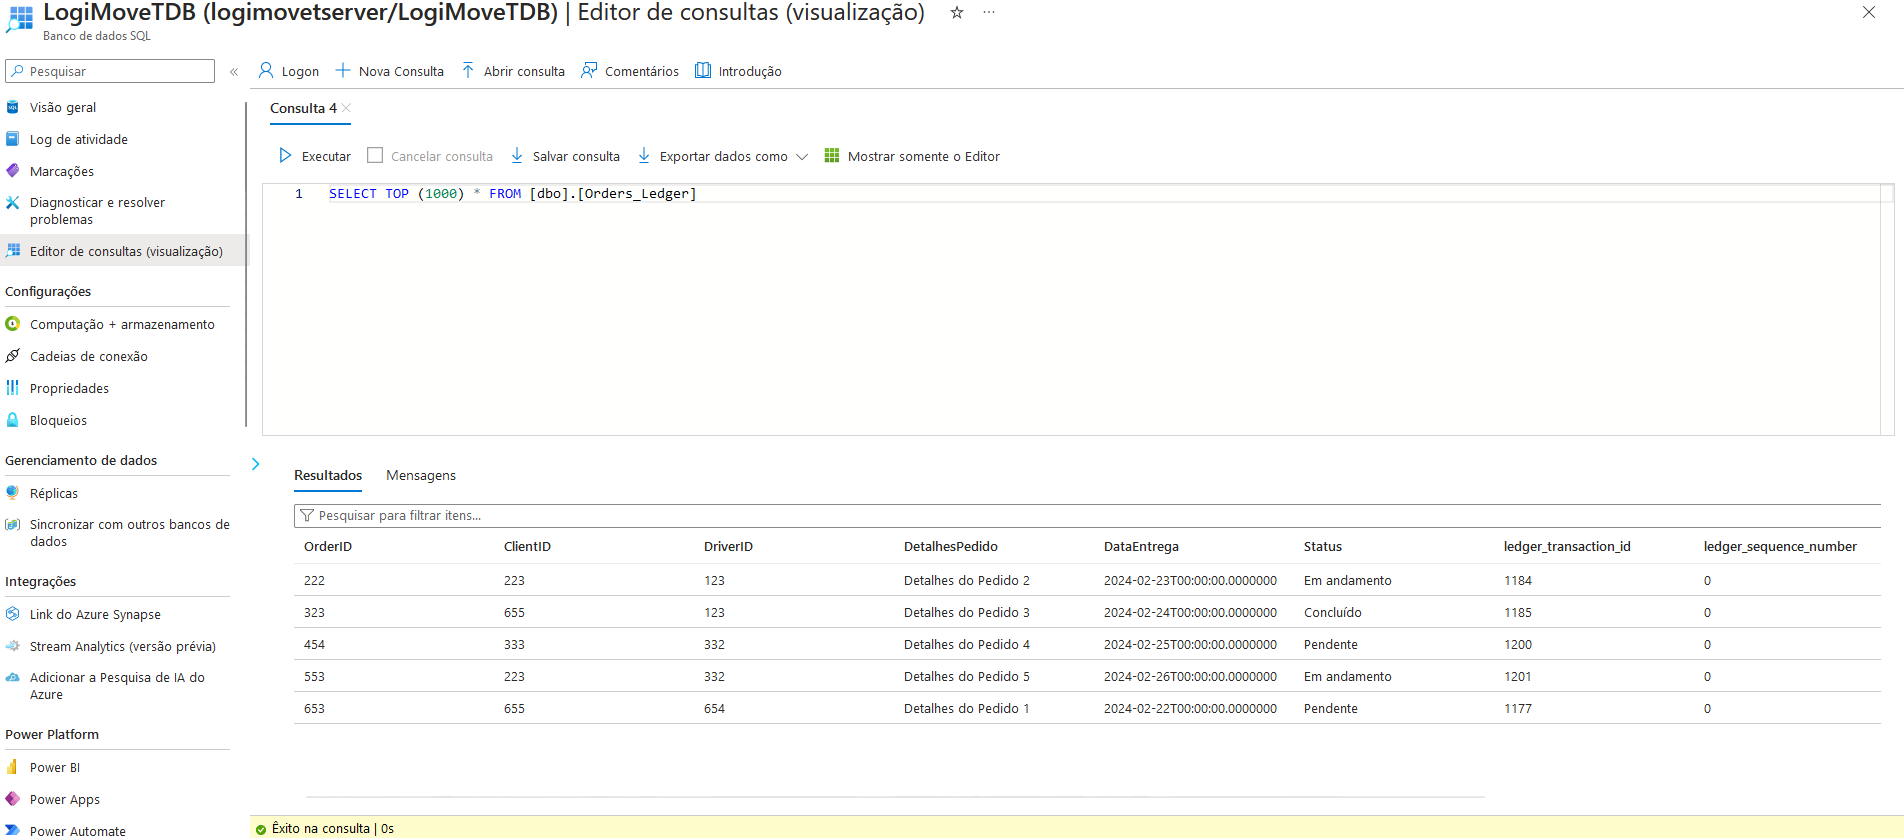 LogiMoveTDB (logimovetserver/LogiMoveTDB) | Editor de consultas (visualização)
Banco de dados SQL
Pesquisar
Logon
Nova Consulta
Abrir consulta
Comentários
Introdução
Visão geral
Log de atividade
Marcações
Diagnosticar e resolver
problemas
Editor de consultas (visualização)
Configurações
Computação + armazenamento
Cadeias de conexão
Propriedades
Bloqueios
Gerenciamento de dados
Réplicas
Sincronizar com outros bancos de
dados
Integrações
Link do Azure Synapse
Stream Analytics (versão prévia)
Adicionar a Pesquisa de IA do
Azure
Power Platform
Power BI
Power Apps
Power Automate
Consulta 4
Executar
Cancelar consulta
Salvar consulta
Exportar dados como
Mostrar somente o Editor
1 SELECT TOP (1000) * FROM [dbo].[Orders_Ledger]
Resultados Mensagens
Pesquisar para filtrar itens...
OrderID ClientID DriverID DetalhesPedido DataEntrega Status ledger_transaction_id ledger_sequence_number
222 223 123 Detalhes do Pedido 2 2024-02-23T00:00:00.0000000 Em andamento 1184 0
323 655 123 Detalhes do Pedido 3 2024-02-24T00:00:00.0000000 Concluído 1185 0
454 333 332 Detalhes do Pedido 4 2024-02-25T00:00:00.0000000 Pendente 1200 0
553 223 332 Detalhes do Pedido 5 2024-02-26T00:00:00.0000000 Em andamento 1201 0
653 655 654 Detalhes do Pedido 1 2024-02-22T00:00:00.0000000 Pendente 1177 0
Êxito na consulta | 0s